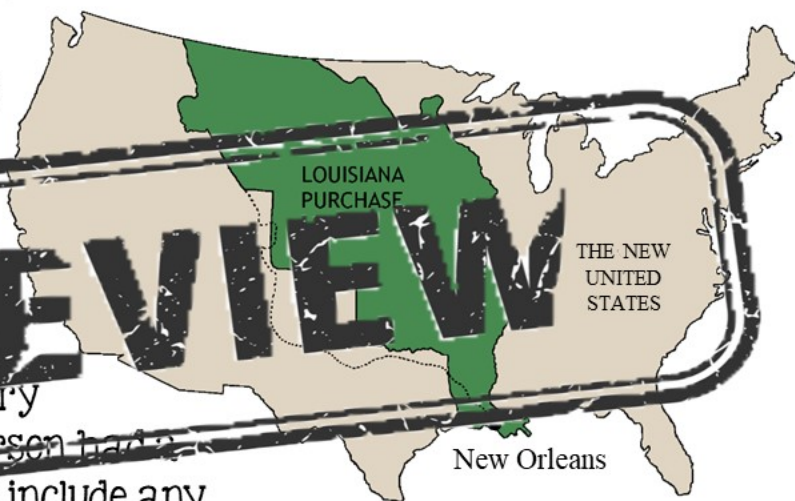 LOUISIANA
PURCHASE
THE NEW
UNITED
STATES
EVIEW
New Orleans
include any